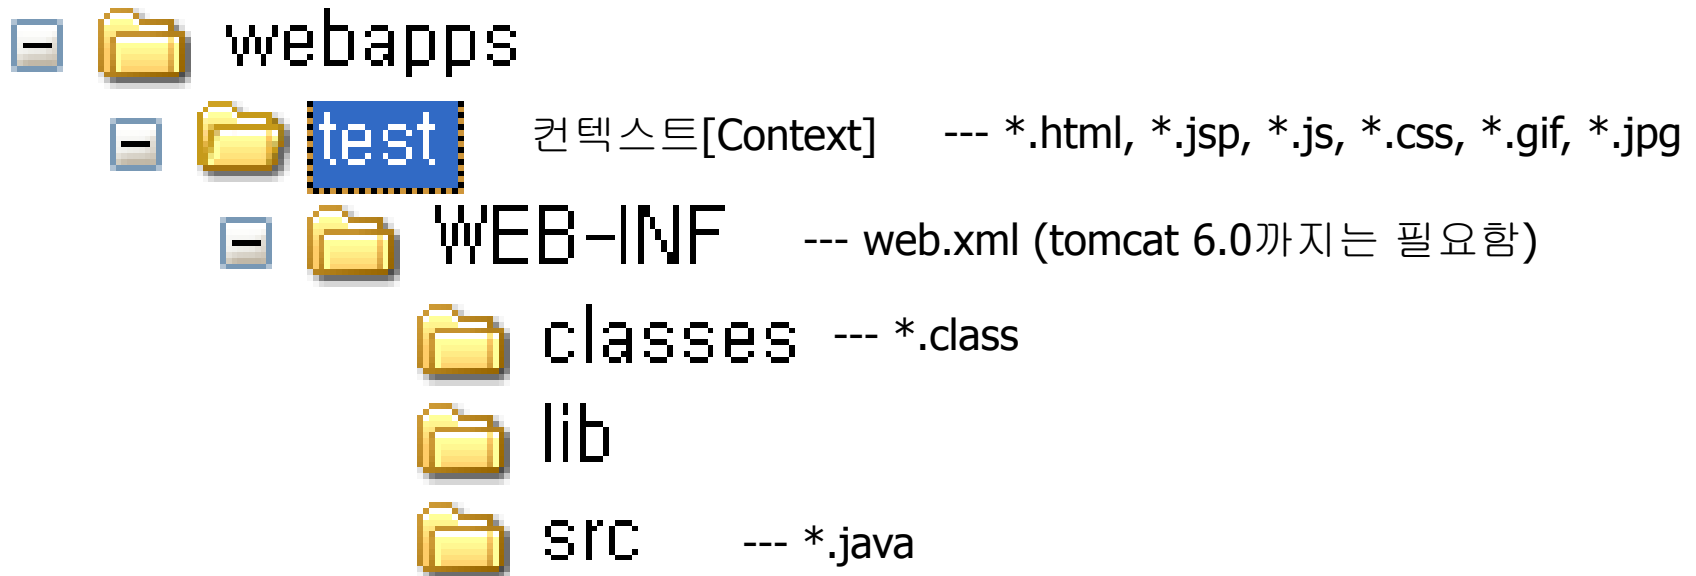 webapps
test 컨텍스트[Context] --- *.html, *.jsp, *.js, *.css, *.gif, *.jpg
WEB-INF --- web.xml (tomcat 6.0까지는 필요함)
classes --- *.class
lib
src --- *.java